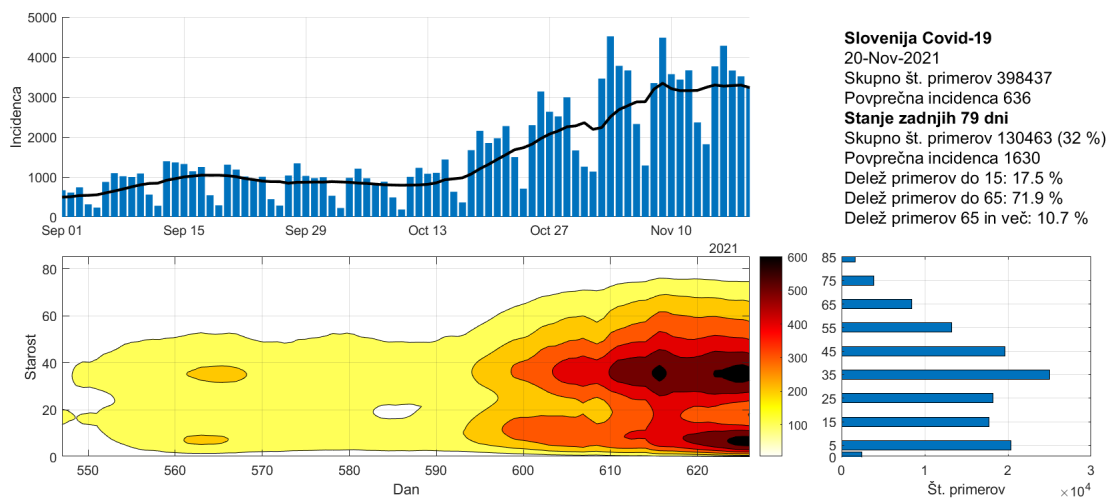 5000
4000
3000
2000
1000
0
Incidenca
Sep 01 Sep 15 Sep 29 Oct 13 Oct 27 Nov 10
2021
Slovenija Covid-19
20-Nov-2021
Skupno št. primerov 398437
Povprečna incidenca 636
Stanje zadnjih 79 dni
Skupno št. primerov 130463 (32 %)
Povprečna incidenca 1630
Delež primerov do 15: 17.5 %
Delež primerov do 65: 71.9 %
Delež primerov 65 in več: 10.7 %
80
60
40
20
0
Starost
550 560 570 580 590 600 610 620
Dan
600
500
400
300
200
100
85
75
65
55
45
35
25
15
5
0
0 1 2 3
Št. primerov
×10⁴